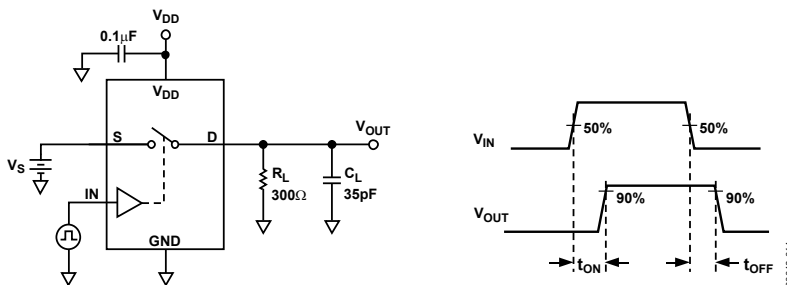 VDD
0.1µF
VDD
S
D
VOUT
VS
IN
RL
300Ω
CL
35pF
GND
VIN
50%
50%
VOUT
90%
90%
tON
tOFF